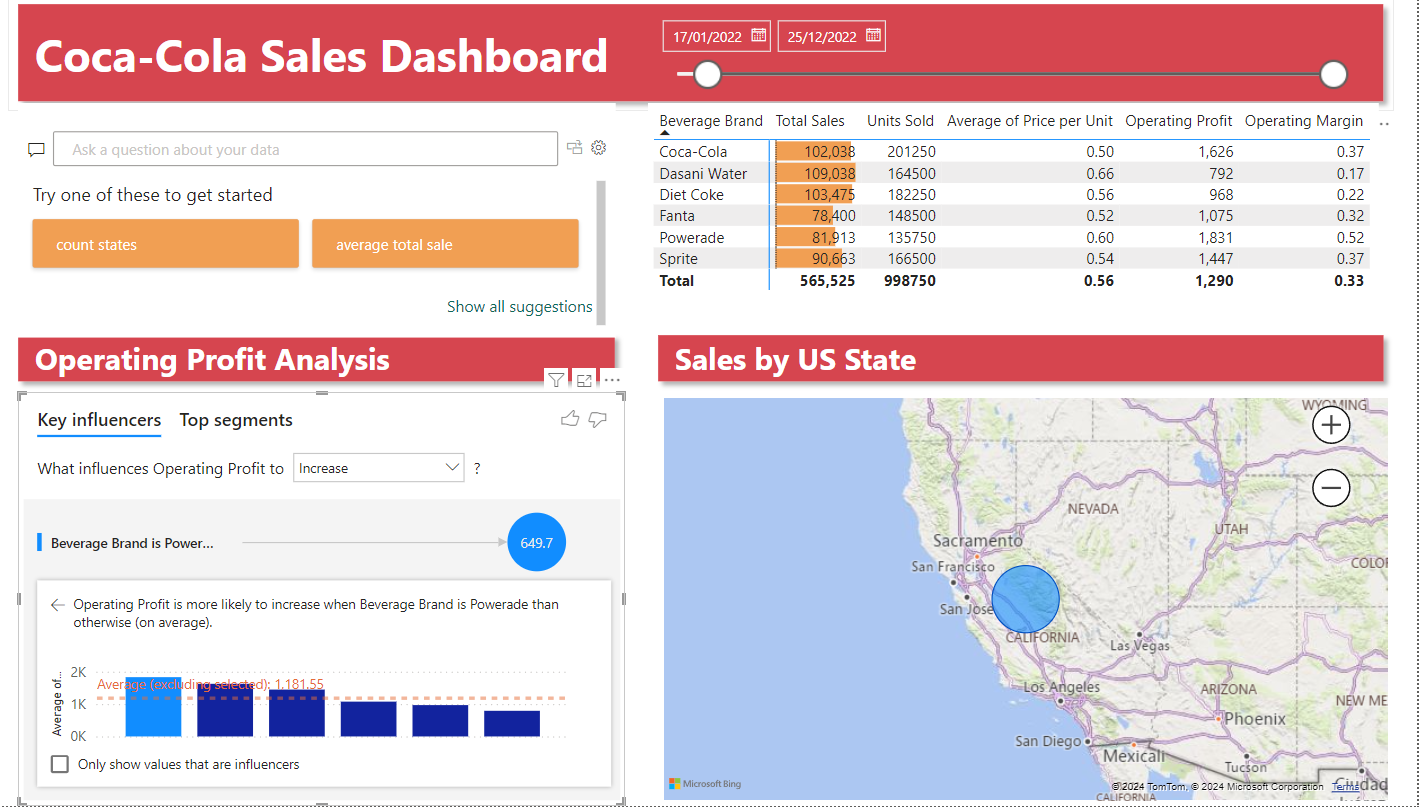 Coca-Cola Sales Dashboard
17/01/2022 25/12/2022
Ask a question about your data
Try one of these to get started
count states average total sale
Show all suggestions
Beverage Brand Total Sales Units Sold Average of Price per Unit Operating Profit Operating Margin
Coca-Cola 102,038 201250 0.50 1,626 0.37
Dasani Water 109,038 164500 0.66 792 0.17
Diet Coke 103,475 182250 0.56 968 0.22
Fanta 78,400 148500 0.52 1,075 0.32
Powerade 81,913 135750 0.60 1,831 0.52
Sprite 90,663 166500 0.54 1,447 0.37
Total 565,525 998750 0.56 1,290 0.33
Operating Profit Analysis
Key influencers Top segments
What influences Operating Profit to Increase ?
Beverage Brand is Power... 649.7
Operating Profit is more likely to increase when Beverage Brand is Powerade than
otherwise (on average).
Average of...
2K
Average (excluding selected): 1,181.55
1K
0K
Only show values that are influencers
Sales by US State
WYOMING
NEVADA
UTAH
Sacramento
San Francisco
COLOR
San Jose
CALIFORNIA
Las Vegas
Los Angeles
ARIZONA
NEW ME
Phoenix
San Diego
Mexicali
Tucson
Ciudad
Microsoft Bing
© 2024 TomTom, © 2024 Microsoft Corporation Terms
CALIFORNIA